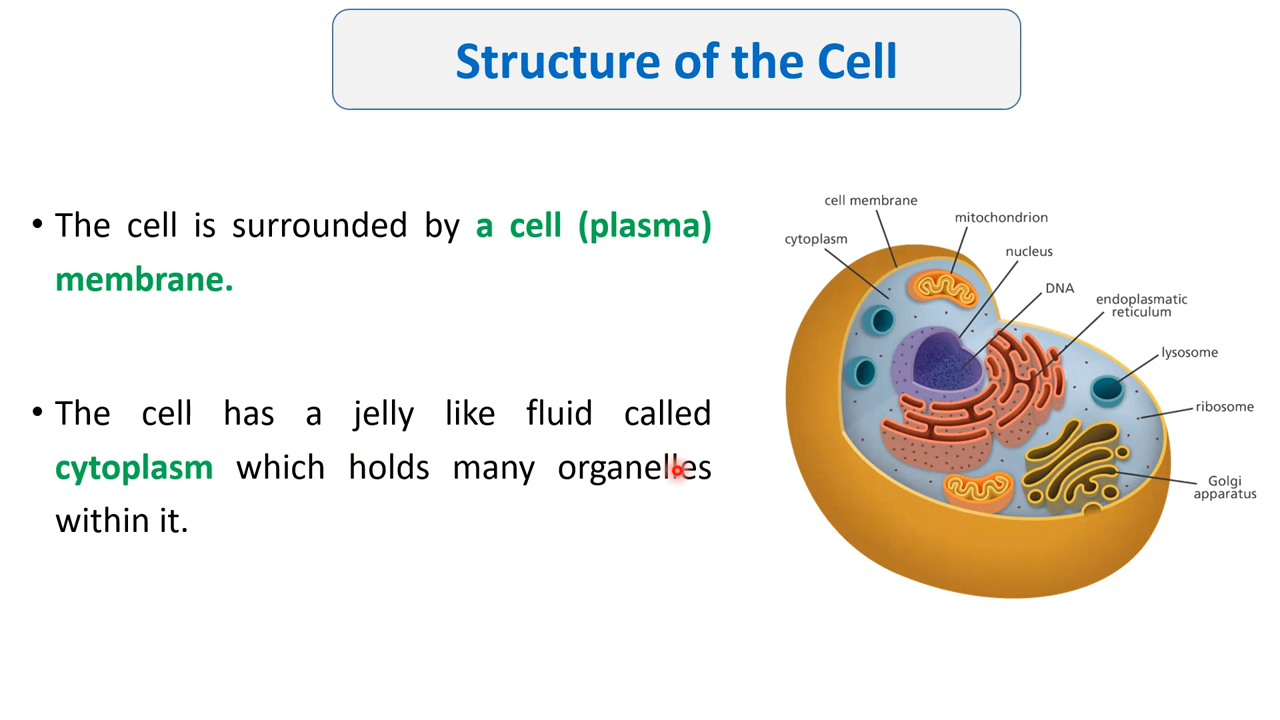 Structure of the Cell
• The cell is surrounded by a cell (plasma)
membrane.
• The cell has a jelly like fluid called
cytoplasm which holds many organelles
within it.
cell membrane
mitochondrion
cytoplasm
nucleus
DNA
endoplasmatic
reticulum
lysosome
ribosome
Golgi
apparatus